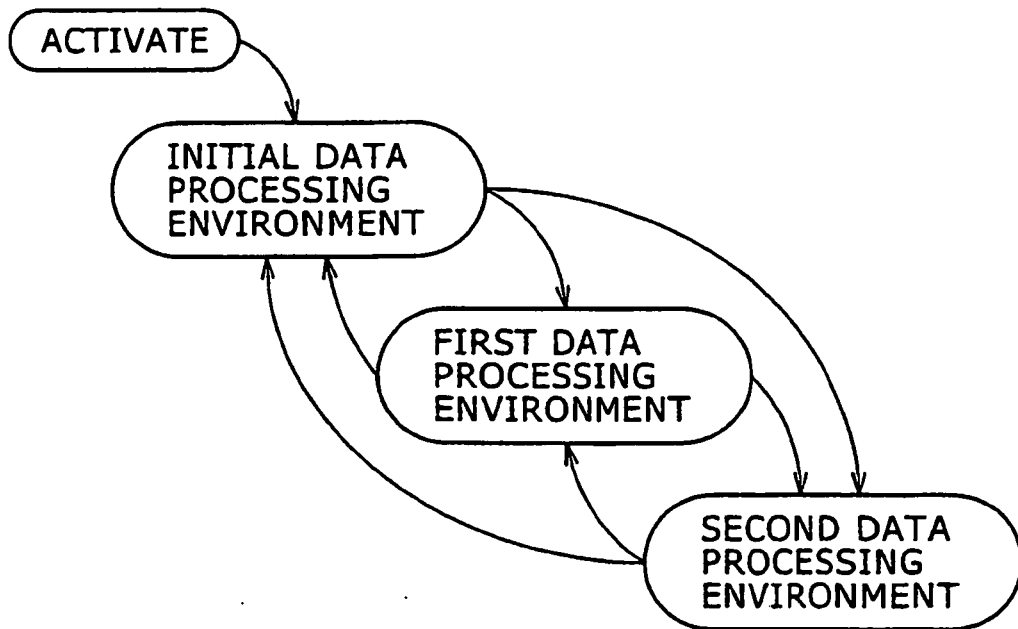 ACTIVATE
INITIAL DATA
PROCESSING
ENVIRONMENT
FIRST DATA
PROCESSING
ENVIRONMENT
SECOND DATA
PROCESSING
ENVIRONMENT